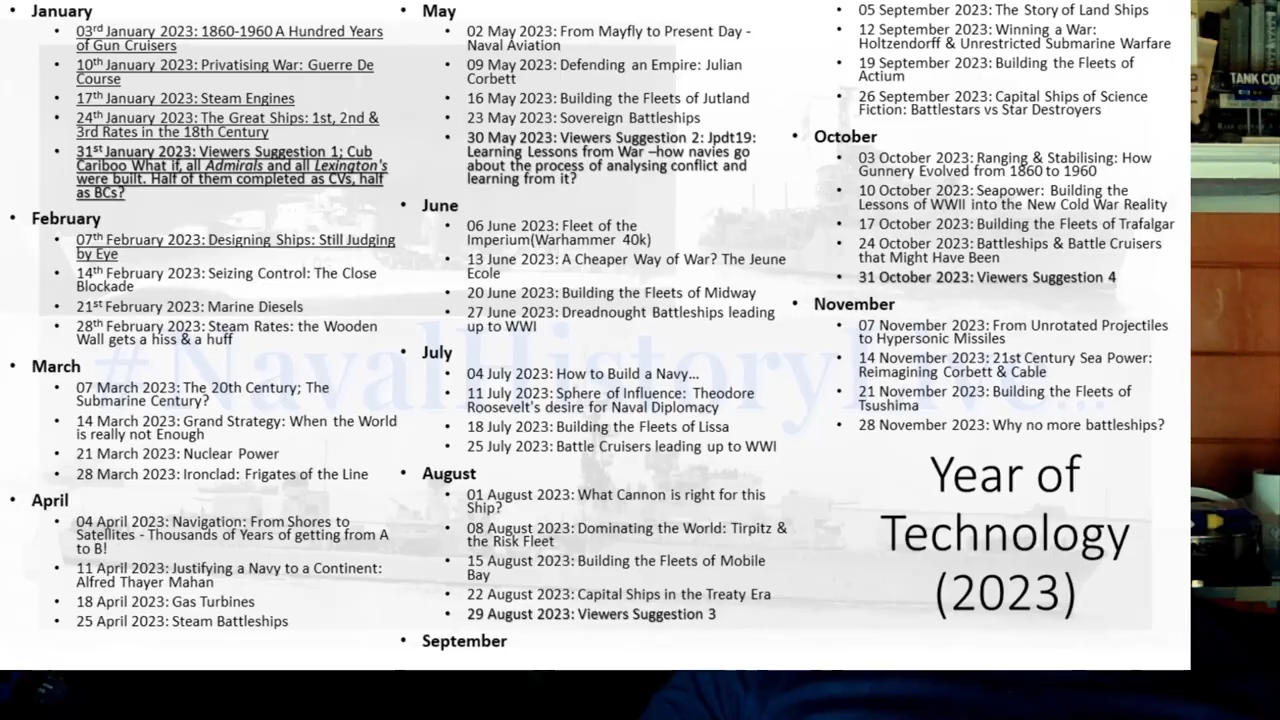 January
03rd January 2023: 1860-1960 A Hundred Years
of Gun Cruisers
10th January 2023: Privatising War: Guerre De
Course
17th January 2023: Steam Engines
24th January 2023: The Great Ships: 1st, 2nd &
3rd Rates in the 18th Century
31st January 2023: Viewers Suggestion 1; Cub
Cariboo What if, all Admirals and all Lexington's
were built. Half of them completed as CVs, half
as BCs?
February
07th February 2023: Designing Ships: Still Judging
by Eye
14th February 2023: Seizing Control: The Close
Blockade
21st February 2023: Marine Diesels
28th February 2023: Steam Rates: the Wooden
Wall gets a hiss & a huff
March
07 March 2023: The 20th Century; The
Submarine Century?
14 March 2023: Grand Strategy: When the World
is really not Enough
21 March 2023: Nuclear Power
28 March 2023: Ironclad: Frigates of the Line
April
04 April 2023: Navigation: From Shores to
Satellites - Thousands of Years of getting from A
to B!
11 April 2023: Justifying a Navy to a Continent:
Alfred Thayer Mahan
18 April 2023: Gas Turbines
25 April 2023: Steam Battleships
May
02 May 2023: From Mayfly to Present Day -
Naval Aviation
09 May 2023: Defending an Empire: Julian
Corbett
16 May 2023: Building the Fleets of Jutland
23 May 2023: Sovereign Battleships
30 May 2023: Viewers Suggestion 2: Jpdt19:
Learning Lessons from War –how navies go
about the process of analysing conflict and
learning from it?
June
06 June 2023: Fleet of the
Imperium(Warhammer 40k)
13 June 2023: A Cheaper Way of War? The Jeune
Ecole
20 June 2023: Building the Fleets of Midway
27 June 2023: Dreadnought Battleships leading
up to WWI
July
04 July 2023: How to Build a Navy…
11 July 2023: Sphere of Influence: Theodore
Roosevelt's desire for Naval Diplomacy
18 July 2023: Building the Fleets of Lissa
25 July 2023: Battle Cruisers leading up to WWI
August
01 August 2023: What Cannon is right for this
Ship?
08 August 2023: Dominating the World: Tirpitz &
the Risk Fleet
15 August 2023: Building the Fleets of Mobile
Bay
22 August 2023: Capital Ships in the Treaty Era
29 August 2023: Viewers Suggestion 3
September
05 September 2023: The Story of Land Ships
12 September 2023: Winning a War:
Holtzendorff & Unrestricted Submarine Warfare
19 September 2023: Building the Fleets of
Actium
26 September 2023: Capital Ships of Science
Fiction: Battlestars vs Star Destroyers
October
03 October 2023: Ranging & Stabilising: How
Gunnery Evolved from 1860 to 1960
10 October 2023: Seapower: Building the
Lessons of WWII into the New Cold War Reality
17 October 2023: Building the Fleets of Trafalgar
24 October 2023: Battleships & Battle Cruisers
that Might Have Been
31 October 2023: Viewers Suggestion 4
November
07 November 2023: From Unrotated Projectiles
to Hypersonic Missiles
14 November 2023: 21st Century Sea Power:
Reimagining Corbett & Cable
21 November 2023: Building the Fleets of
Tsushima
28 November 2023: Why no more battleships?
Year of
Technology
(2023)
#NavalHistoryLive...
TANK